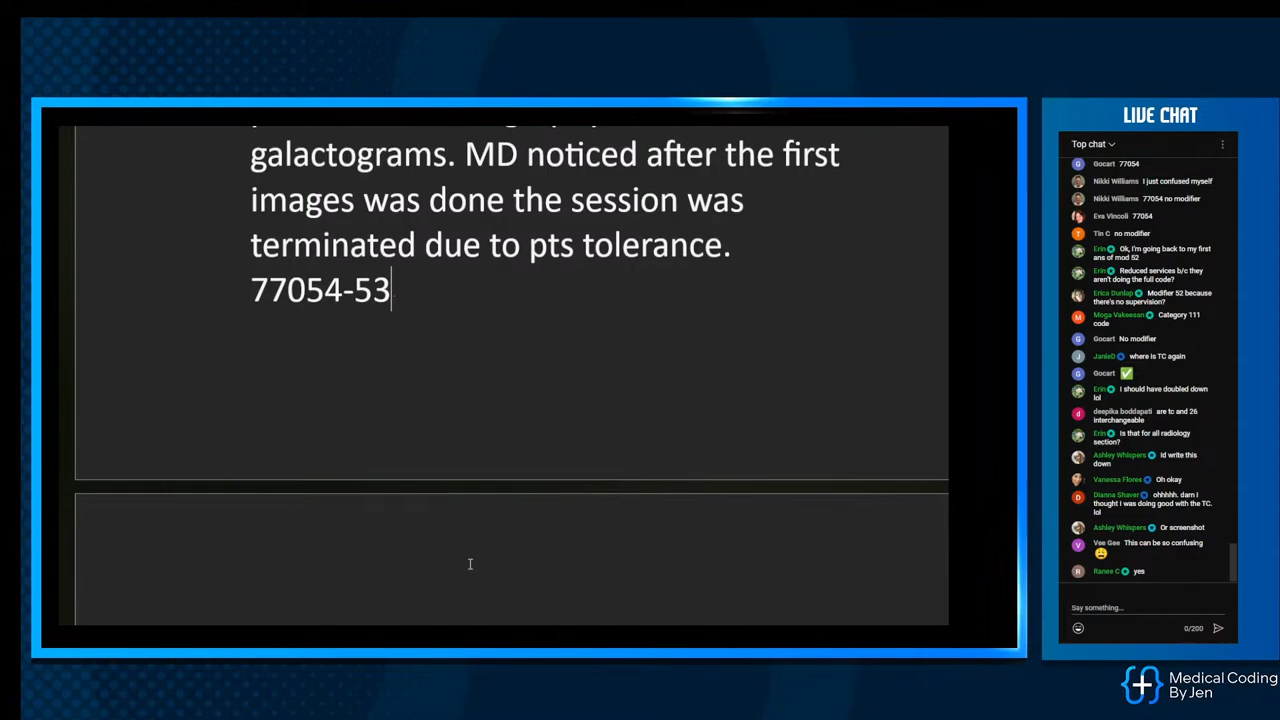 galactograms. MD noticed after the first
images was done the session was
terminated due to pts tolerance.
77054-53
LIVE CHAT
Top chat
G Gocart 77054
Nikki Williams I just confused myself
Nikki Williams 77054 no modifier
Eva Vincoli 77054
T Tin C no modifier
Erin Ok, I'm going back to my first
ans of mod 52
Erin Reduced services b/c they
aren't doing the full code?
Erica Dunlap Modifier 52 because
there's no supervision?
M Moga Vakeesan Category 111
code
G Gocart No modifier
J JanieD where is TC again
G Gocart ✅
Erin I should have doubled down
lol
d deepika boddapati are tc and 26
interchangeable
Erin Is that for all radiology
section?
Ashley Whispers Id write this
down
Vanessa Flores Oh okay
D Dianna Shaver ohhhhh. darn I
thought I was doing good with the TC.
lol
Ashley Whispers Or screenshot
V Vee Gee This can be so confusing
😩
R Ranee C yes
Say something...
0/200
Medical Coding
By Jen